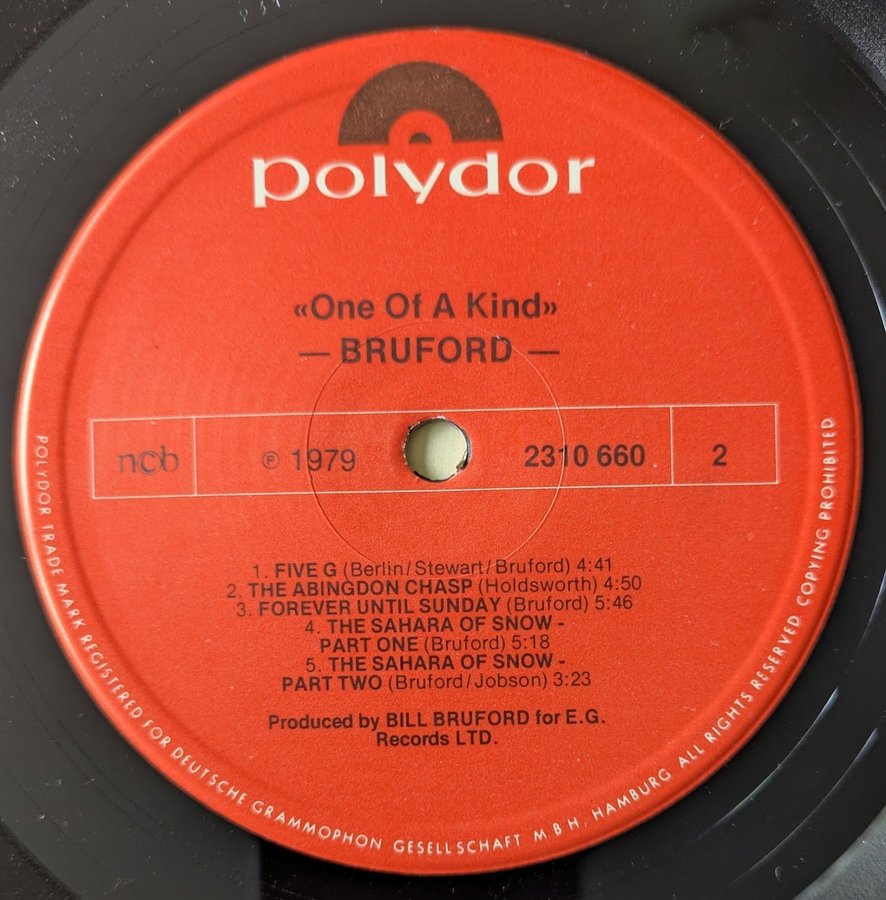 polydor
«One Of A Kind»
— BRUFORD —
n©b ℗ 1979 2310 660 2
1. FIVE G (Berlin/Stewart/Bruford) 4:41
2. THE ABINGDON CHASP (Holdsworth) 4:50
3. FOREVER UNTIL SUNDAY (Bruford) 5:46
4. THE SAHARA OF SNOW -
PART ONE (Bruford) 5:18
5. THE SAHARA OF SNOW -
PART TWO (Bruford/Jobson) 3:23
Produced by BILL BRUFORD for E.G.
Records LTD.
POLYDOR TRADE MARK REGISTERED FOR DEUTSCHE GRAMMOPHON GESELLSCHAFT M.B.H. HAMBURG ALL RIGHTS RESERVED COPYING PROHIBITED